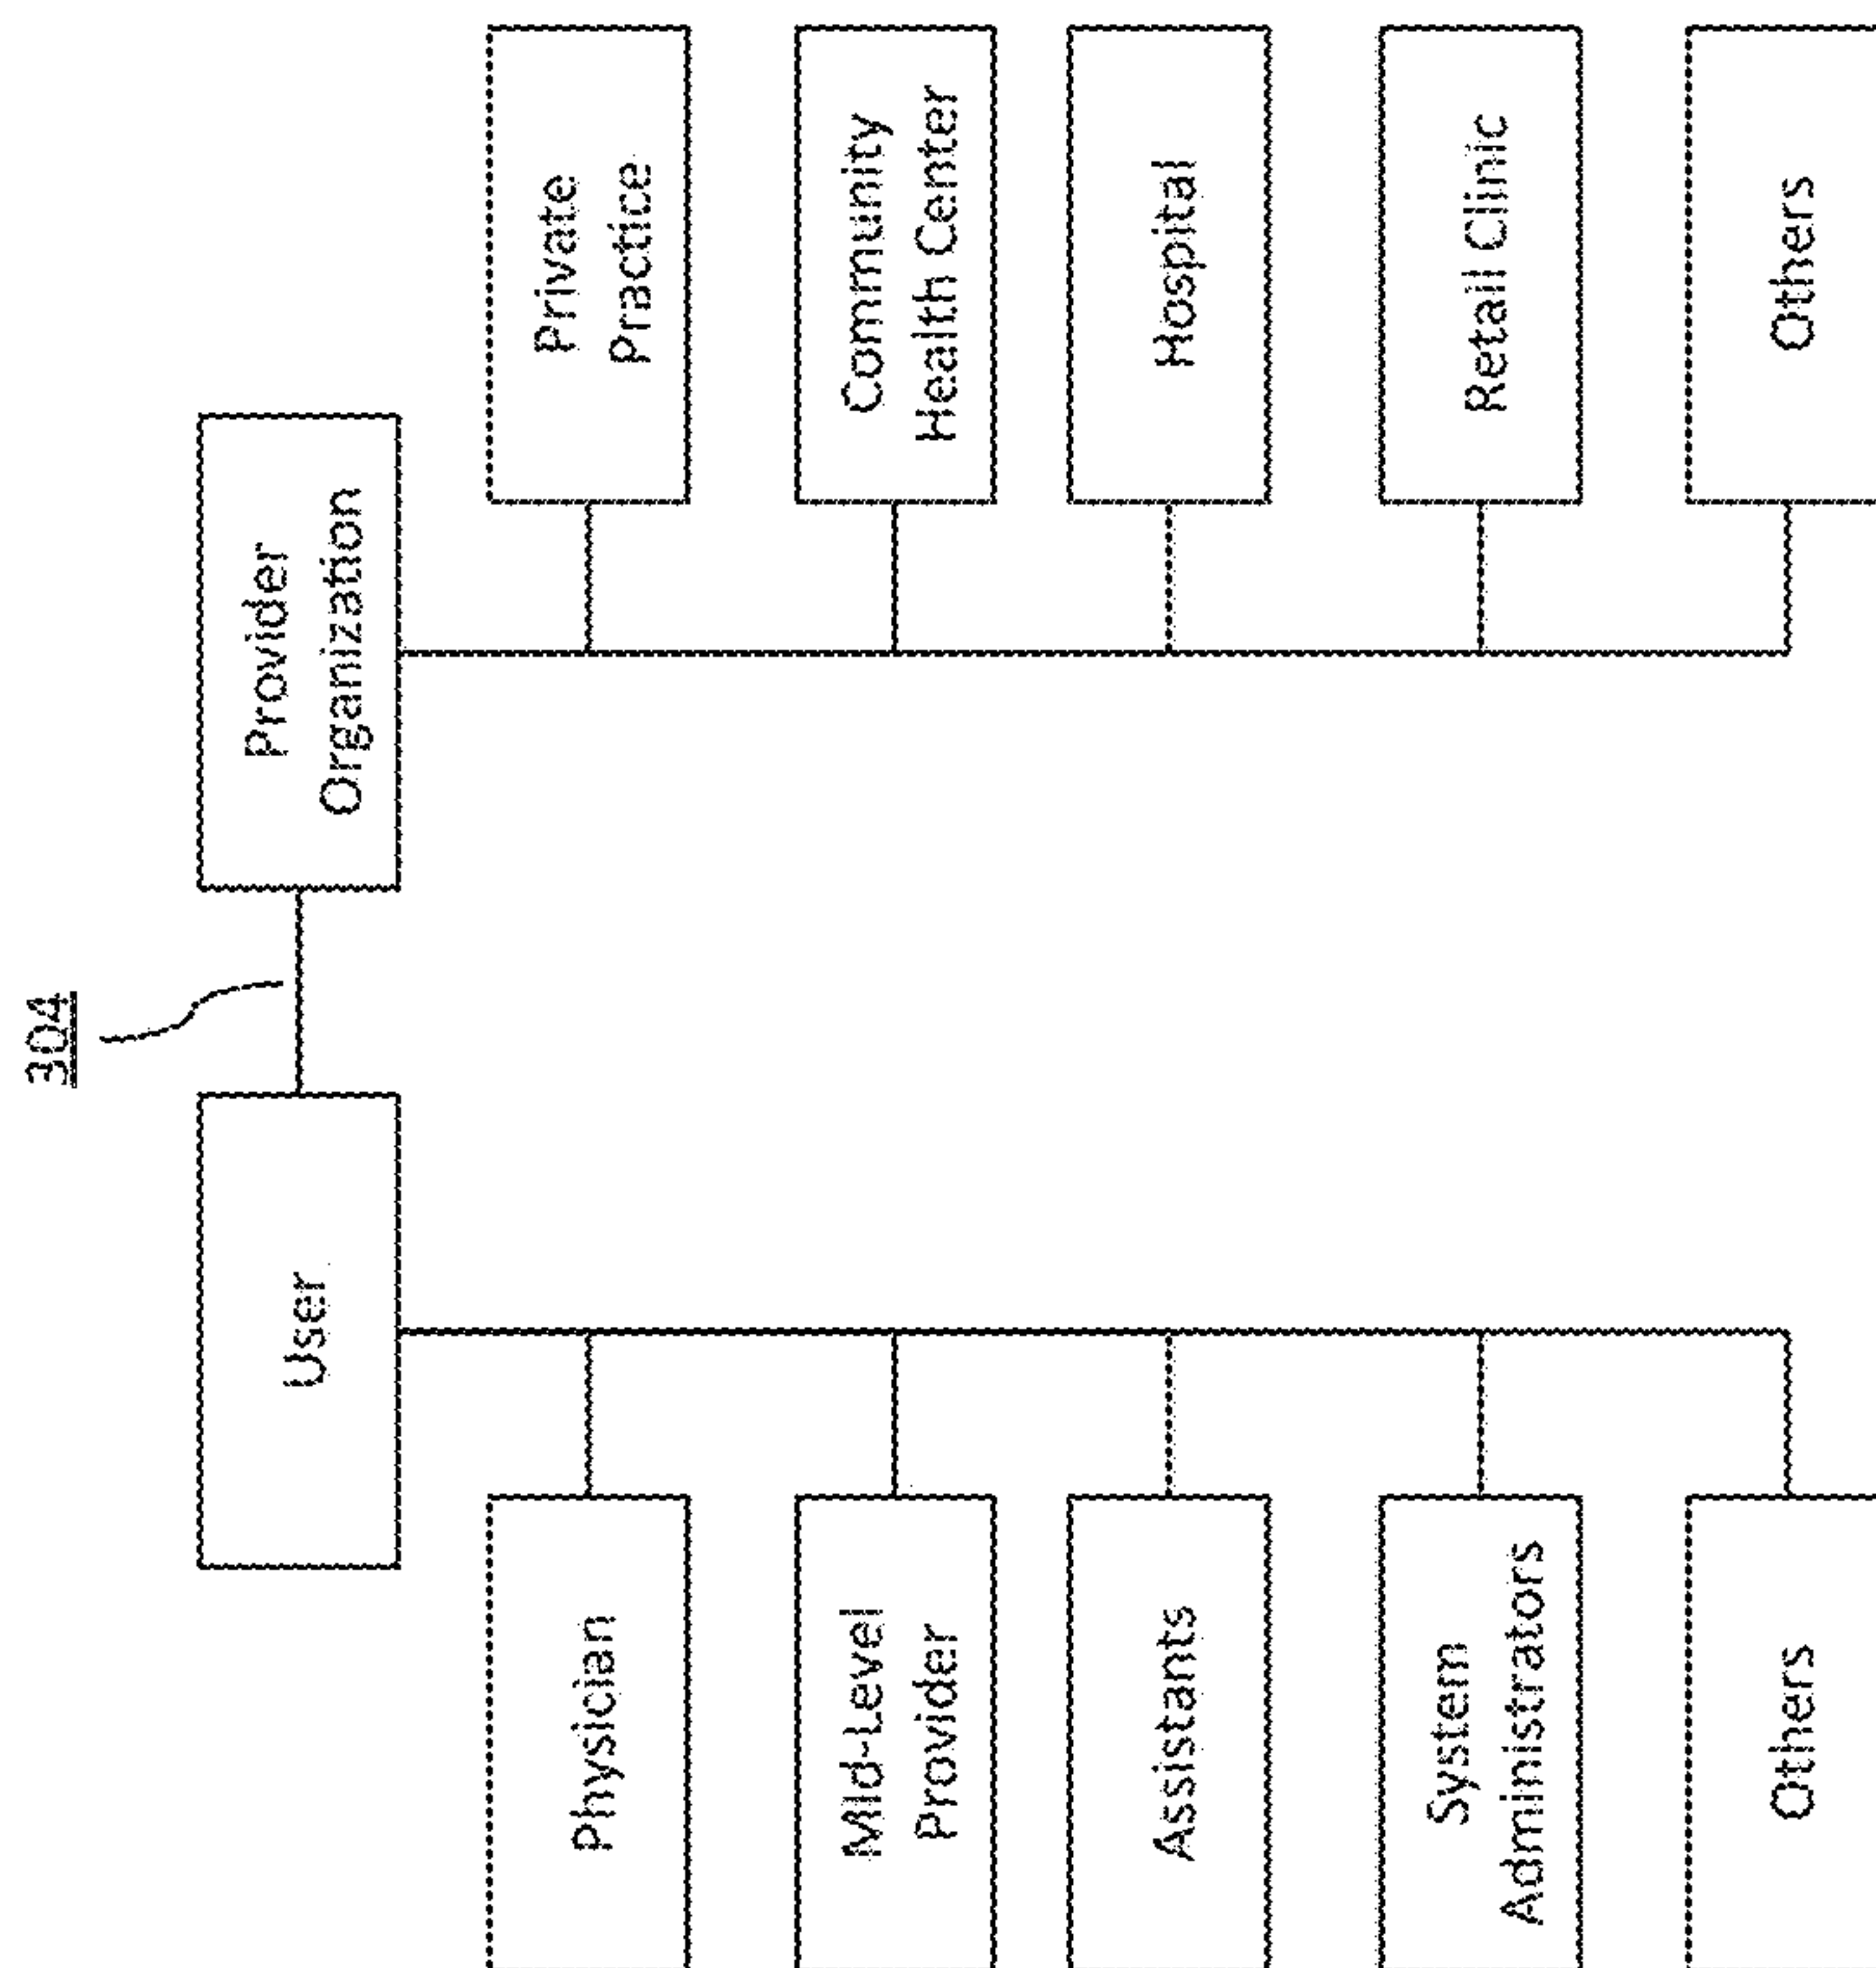 304
User
Provider
Organization
Physician
Mid-Level
Provider
Assistants
System
Administrators
Others
Private
Practice
Community
Health Center
Hospital
Retail Clinic
Others